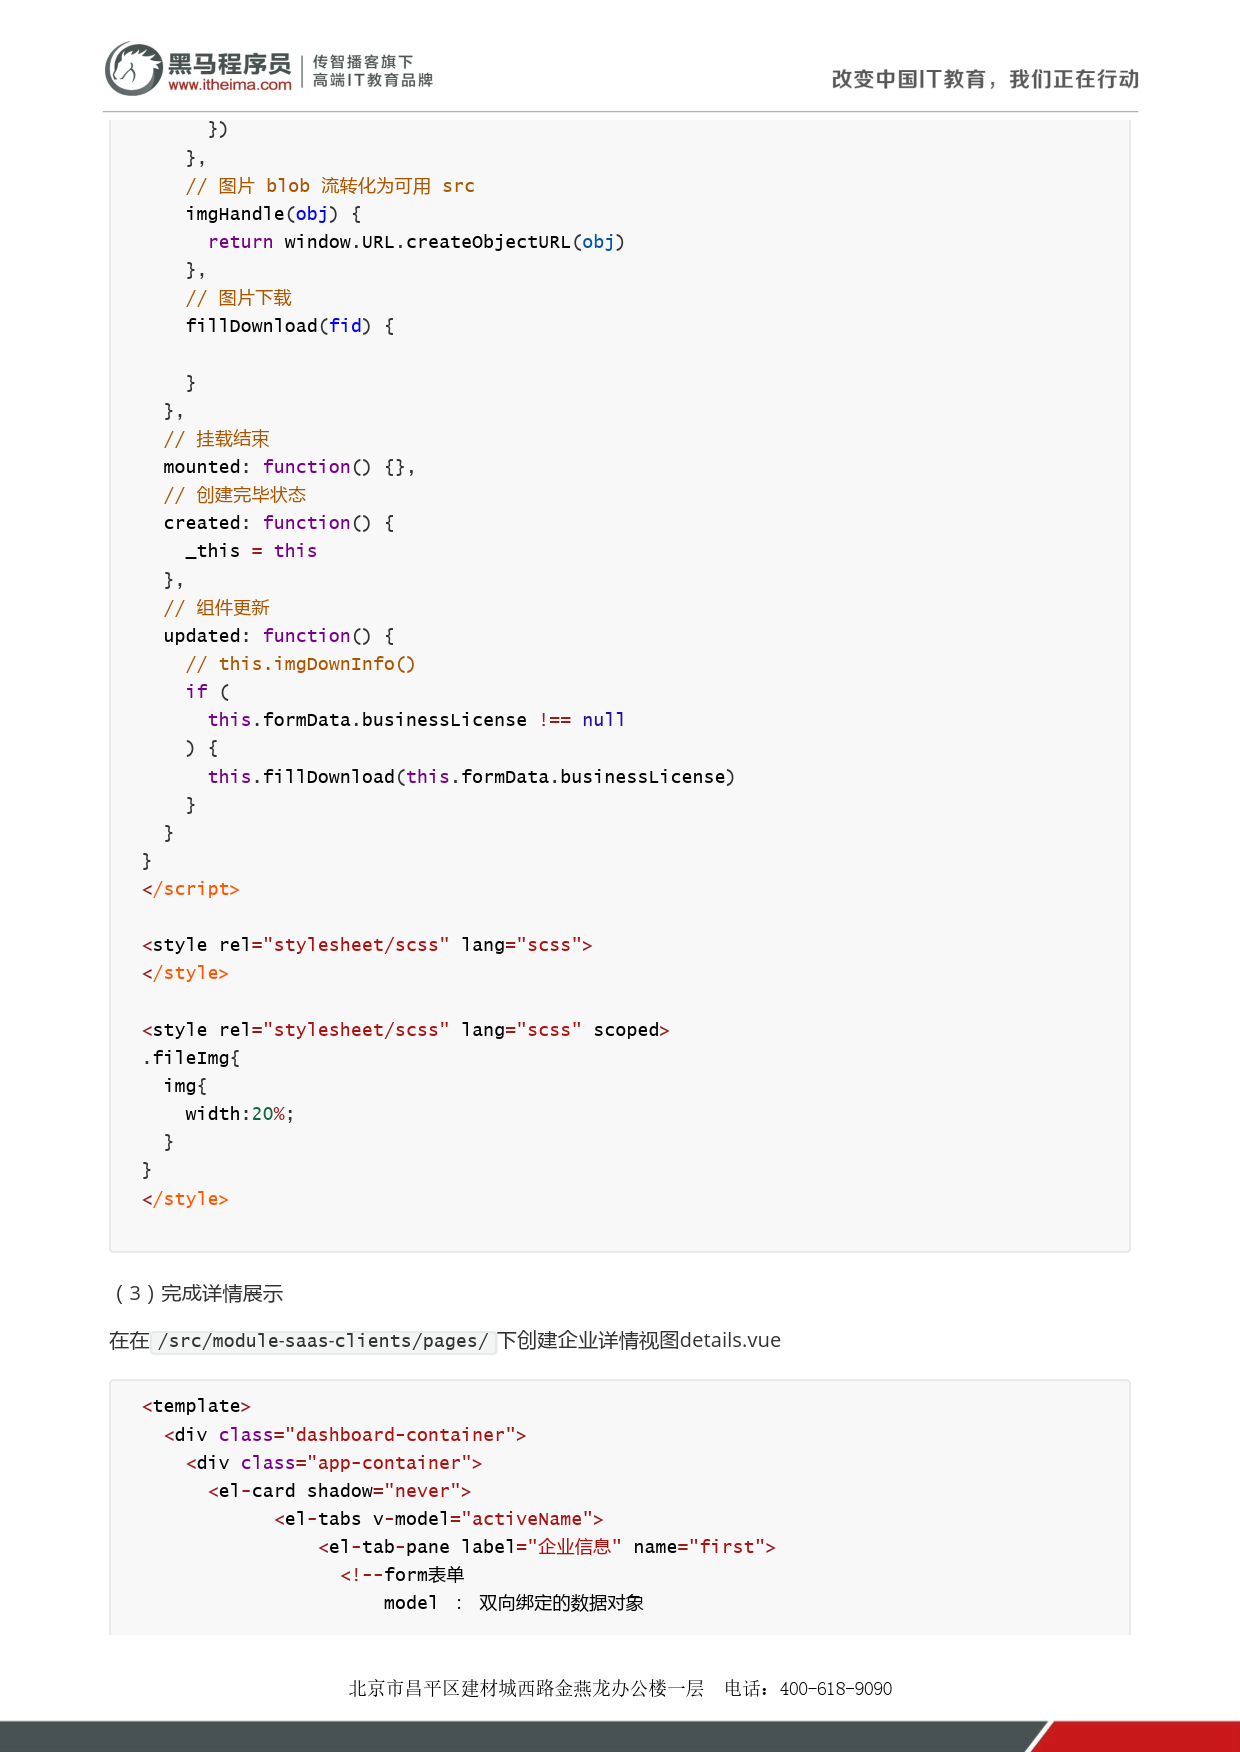 黑马程序员
www.itheima.com
传智播客旗下
高端IT教育品牌
改变中国IT教育，我们正在行动
      })
    },
    // 图片 blob 流转化为可用 src
    imgHandle(obj) {
      return window.URL.createObjectURL(obj)
    },
    // 图片下载
    fillDownload(fid) {

    }
  },
  // 挂载结束
  mounted: function() {},
  // 创建完毕状态
  created: function() {
    _this = this
  },
  // 组件更新
  updated: function() {
    // this.imgDownInfo()
    if (
      this.formData.businessLicense !== null
    ) {
      this.fillDownload(this.formData.businessLicense)
    }
  }
}
</script>

<style rel="stylesheet/scss" lang="scss">
</style>

<style rel="stylesheet/scss" lang="scss" scoped>
.fileImg{
  img{
    width:20%;
  }
}
</style>
（3）完成详情展示
在在 /src/module-saas-clients/pages/ 下创建企业详情视图details.vue
<template>
  <div class="dashboard-container">
    <div class="app-container">
      <el-card shadow="never">
            <el-tabs v-model="activeName">
                <el-tab-pane label="企业信息" name="first">
                  <!--form表单
                      model ： 双向绑定的数据对象
北京市昌平区建材城西路金燕龙办公楼一层 电话：400-618-9090